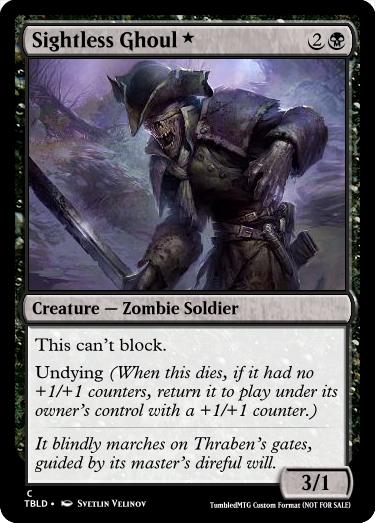 Sightless Ghoul ★ 2
Creature — Zombie Soldier
This can't block.
Undying (When this dies, if it had no
+1/+1 counters, return it to play under its
owner's control with a +1/+1 counter.)
It blindly marches on Thraben's gates,
guided by its master's direful will.
3/1
C
TBLD • Svetlin Velinov
TumbledMTG Custom Format (NOT FOR SALE)